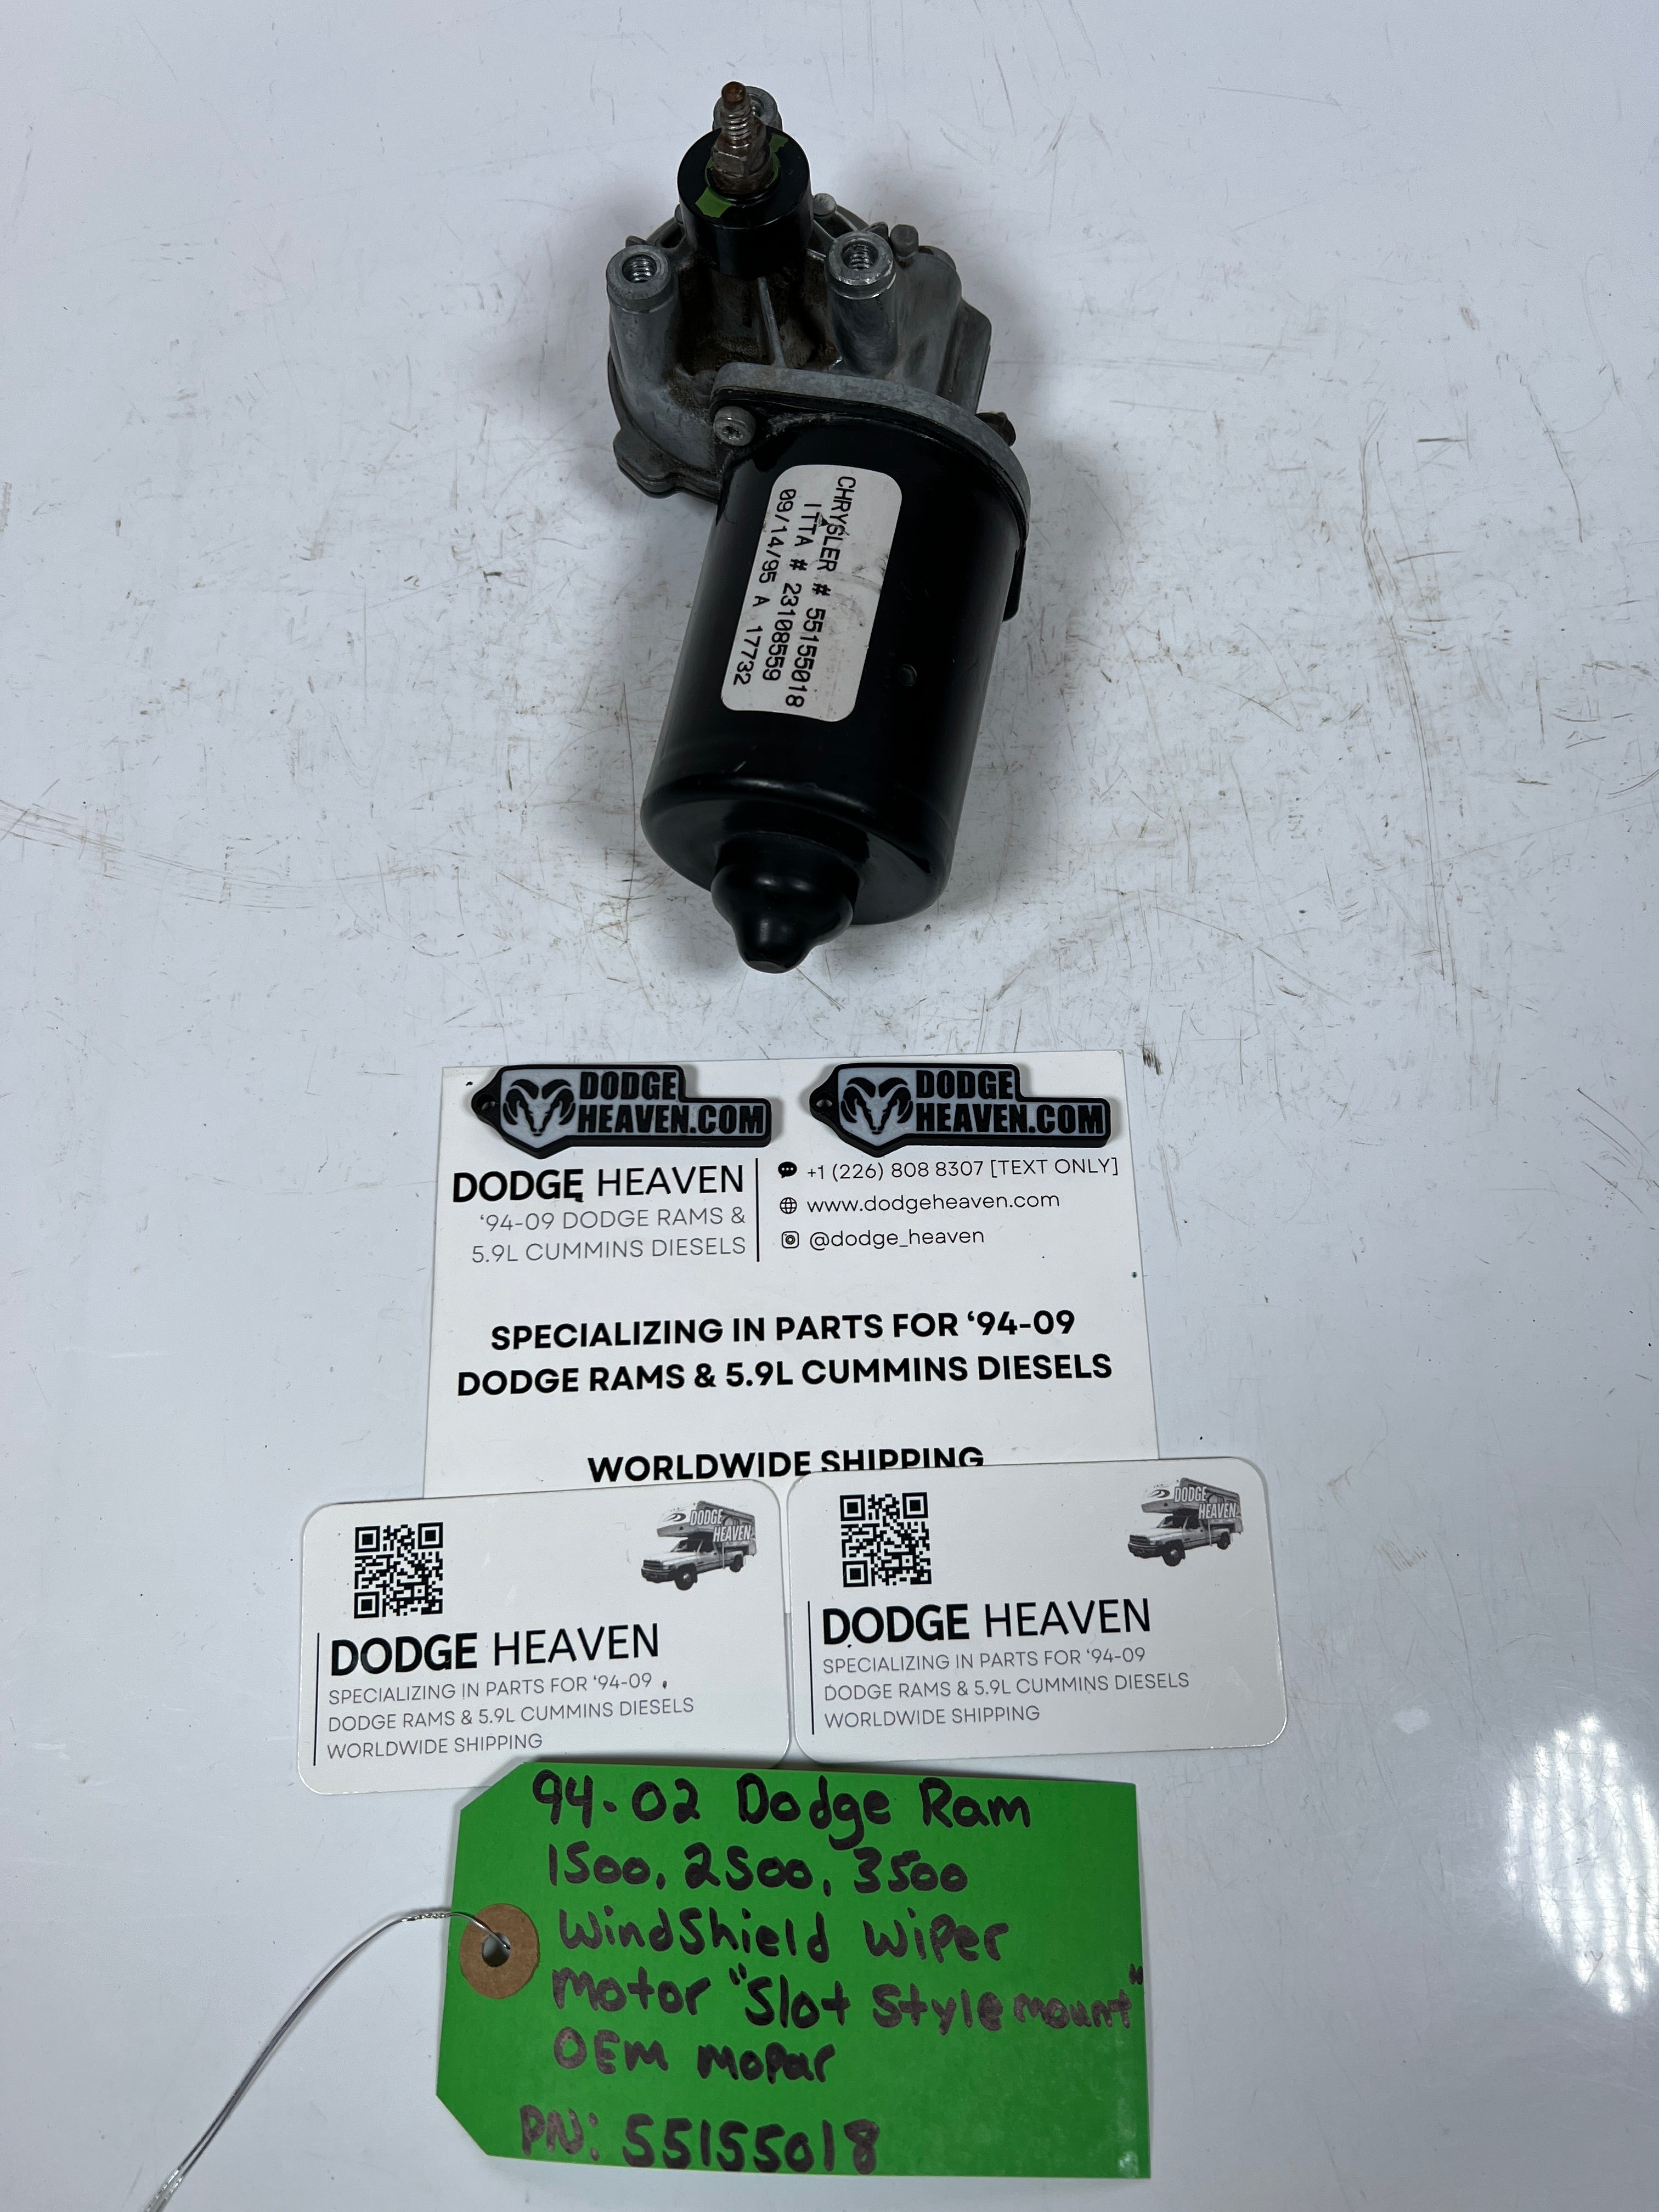 CHRYSLER # 55155018
ITTA # 23108559
09/14/95 A 17732
DODGE
HEAVEN.COM
DODGE
HEAVEN.COM
DODGE HEAVEN
'94-09 DODGE RAMS &
5.9L CUMMINS DIESELS
+1 (226) 808 8307 [TEXT ONLY]
www.dodgeheaven.com
@dodge_heaven
SPECIALIZING IN PARTS FOR '94-09
DODGE RAMS & 5.9L CUMMINS DIESELS
WORLDWIDE SHIPPING
DODGE
HEAVEN
DODGE HEAVEN
SPECIALIZING IN PARTS FOR '94-09
DODGE RAMS & 5.9L CUMMINS DIESELS
WORLDWIDE SHIPPING
DODGE
HEAVEN
DODGE HEAVEN
SPECIALIZING IN PARTS FOR '94-09
DODGE RAMS & 5.9L CUMMINS DIESELS
WORLDWIDE SHIPPING
94-02 Dodge Ram
1500, 2500, 3500
WindShield Wiper
Motor "Slot Style mount"
OEM Mopar
PN: 55155018